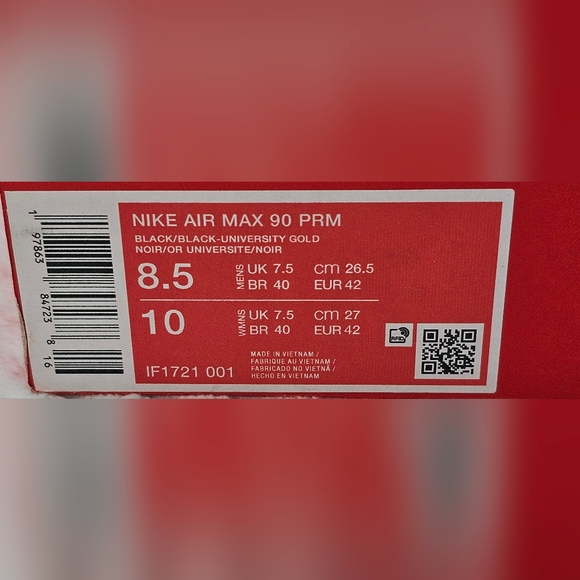 NIKE AIR MAX 90 PRM
BLACK/BLACK-UNIVERSITY GOLD
NOIR/OR UNIVERSITE/NOIR
8.5 MENS UK 7.5 cm 26.5
BR 40 EUR 42
10 WMNS UK 7.5 cm 27
BR 40 EUR 42
IF1721 001
MADE IN VIETNAM /
FABRIQUE AU VIETNAM /
FABRICADO NO VIETNÃ /
HECHO EN VIETNAM
1 97863 84723 8 16